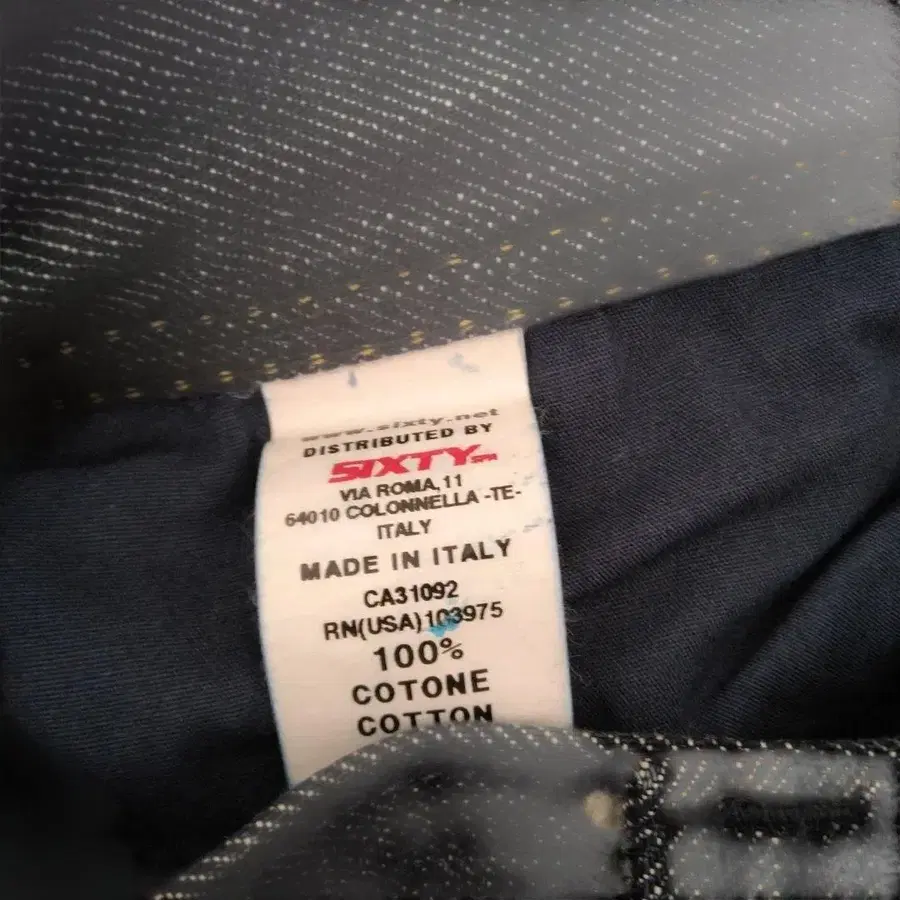 www.sixty.net
DISTRIBUTED BY
SIXTY SPA
VIA ROMA, 11
64010 COLONNELLA -TE-
ITALY
MADE IN ITALY
CA31092
RN(USA)103975
100%
COTONE
COTTON